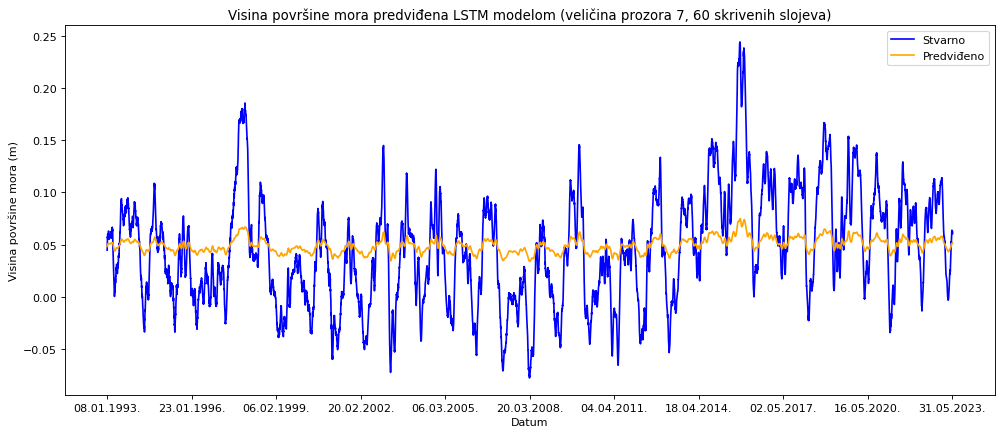 Visina površine mora predviđena LSTM modelom (veličina prozora 7, 60 skrivenih slojeva)
Stvarno
Predviđeno
Visina površine mora (m)
0.25
0.20
0.15
0.10
0.05
0.00
−0.05
08.01.1993. 23.01.1996. 06.02.1999. 20.02.2002. 06.03.2005. 20.03.2008. 04.04.2011. 18.04.2014. 02.05.2017. 16.05.2020. 31.05.2023.
Datum